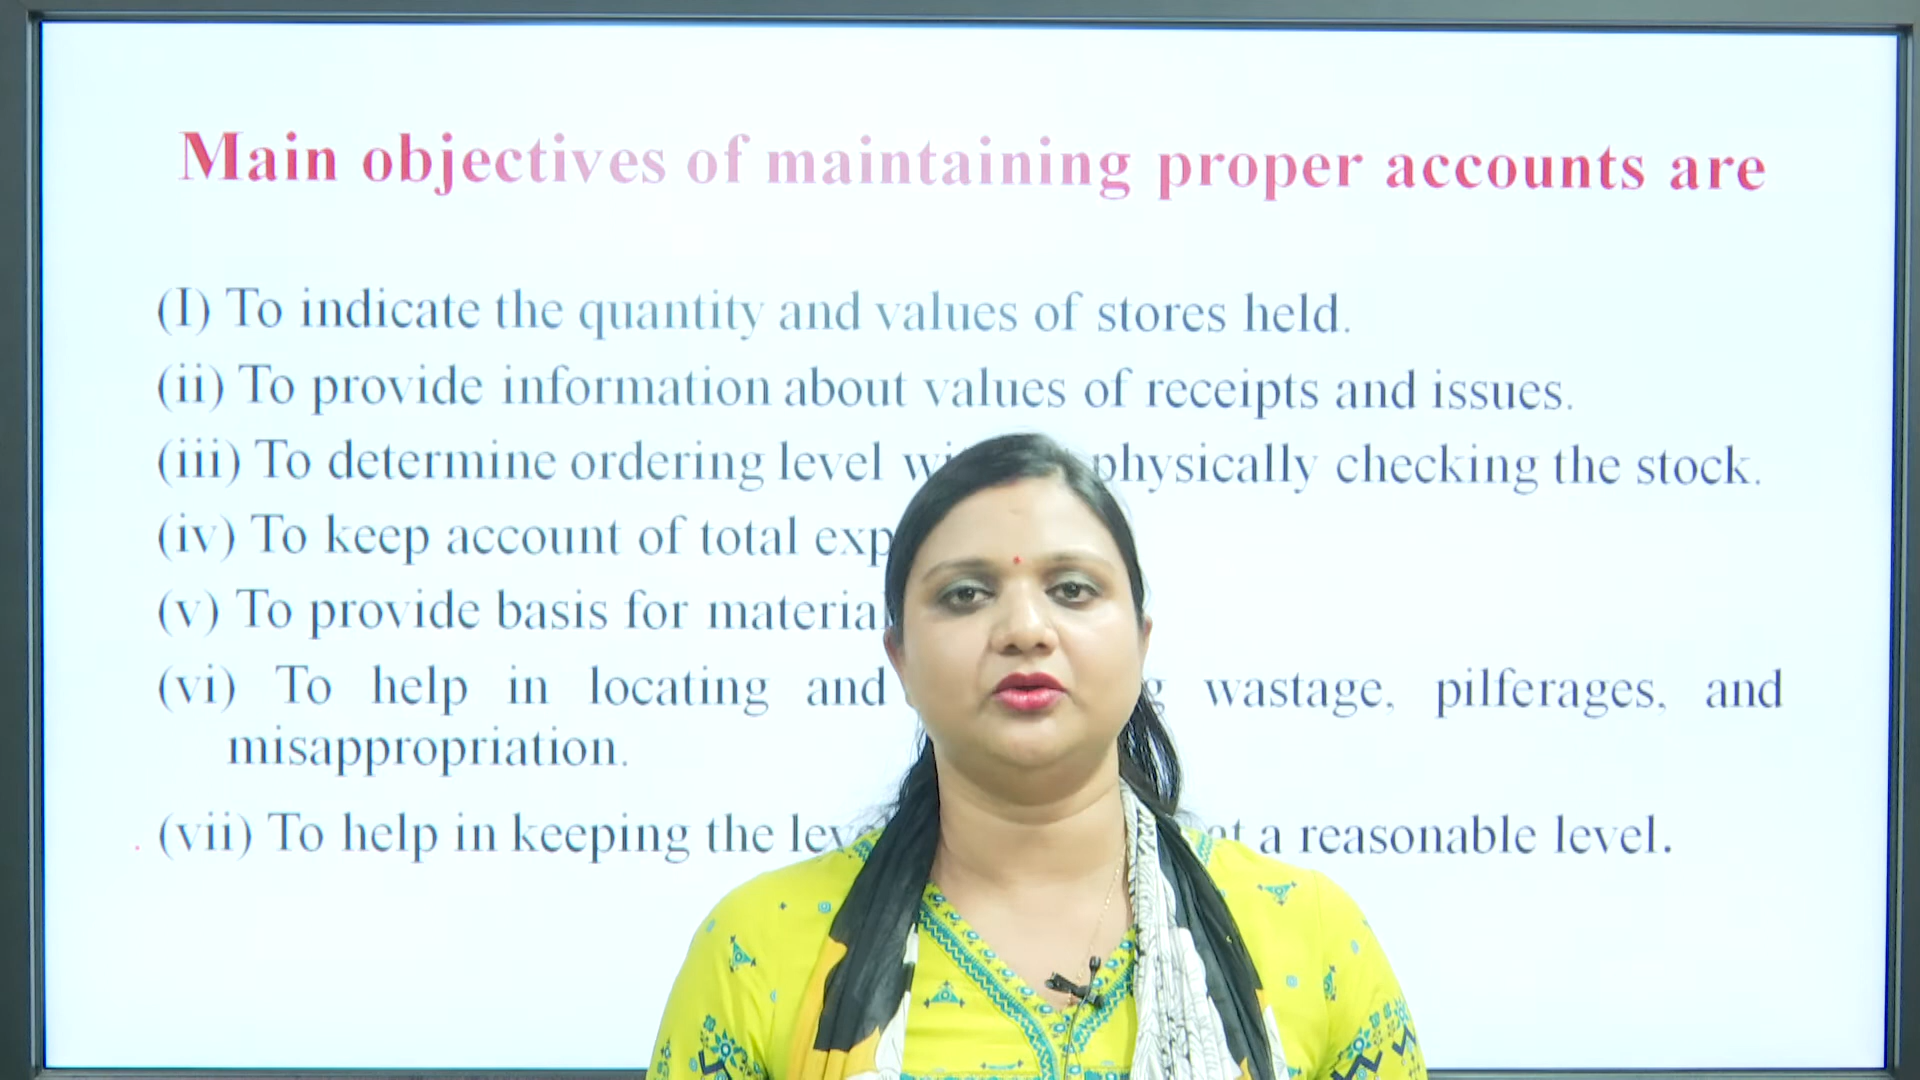 Main objectives of maintaining proper accounts are
(I) To indicate the quantity and values of stores held.
(ii) To provide information about values of receipts and issues.
(iii) To determine ordering level physically checking the stock.
(iv) To keep account of total
(v) To provide basis for material
(vi) To help in locating and wastage, pilferages, and
misappropriation.
(vii) To help in keeping the at a reasonable level.